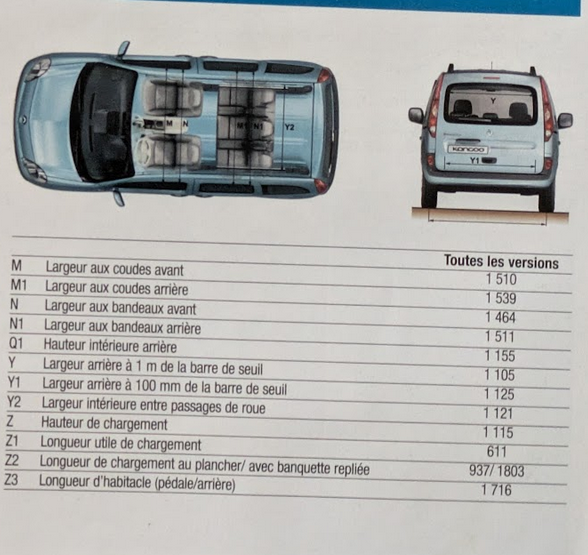 M N M1 N1 Y2
Y
KANGOO
Y1
Toutes les versions
M Largeur aux coudes avant 1 510
M1 Largeur aux coudes arrière 1 539
N Largeur aux bandeaux avant 1 464
N1 Largeur aux bandeaux arrière 1 511
Q1 Hauteur intérieure arrière 1 155
Y Largeur arrière à 1 m de la barre de seuil 1 105
Y1 Largeur arrière à 100 mm de la barre de seuil 1 125
Y2 Largeur intérieure entre passages de roue 1 121
Z Hauteur de chargement 1 115
Z1 Longueur utile de chargement 611
Z2 Longueur de chargement au plancher/ avec banquette repliée 937/ 1803
Z3 Longueur d'habitacle (pédale/arrière) 1 716